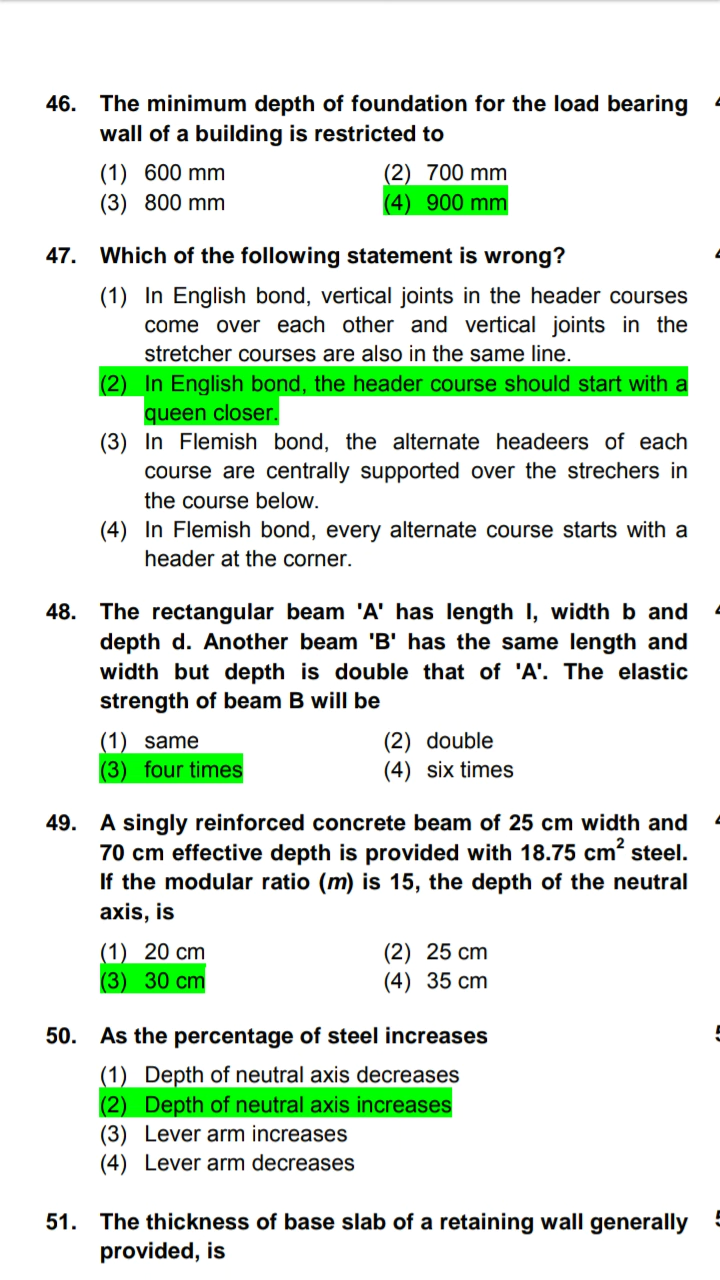 46. The minimum depth of foundation for the load bearing
wall of a building is restricted to
(1) 600 mm (2) 700 mm
(3) 800 mm (4) 900 mm
47. Which of the following statement is wrong?
(1) In English bond, vertical joints in the header courses
come over each other and vertical joints in the
stretcher courses are also in the same line.
(2) In English bond, the header course should start with a
queen closer.
(3) In Flemish bond, the alternate headeers of each
course are centrally supported over the strechers in
the course below.
(4) In Flemish bond, every alternate course starts with a
header at the corner.
48. The rectangular beam 'A' has length l, width b and
depth d. Another beam 'B' has the same length and
width but depth is double that of 'A'. The elastic
strength of beam B will be
(1) same (2) double
(3) four times (4) six times
49. A singly reinforced concrete beam of 25 cm width and
70 cm effective depth is provided with 18.75 cm² steel.
If the modular ratio (m) is 15, the depth of the neutral
axis, is
(1) 20 cm (2) 25 cm
(3) 30 cm (4) 35 cm
50. As the percentage of steel increases
(1) Depth of neutral axis decreases
(2) Depth of neutral axis increases
(3) Lever arm increases
(4) Lever arm decreases
51. The thickness of base slab of a retaining wall generally
provided, is